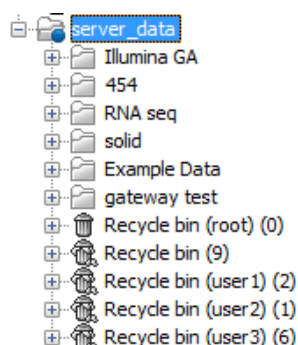 server_data
Illumina GA
454
RNA seq
solid
Example Data
gateway test
Recycle bin (root) (0)
Recycle bin (9)
Recycle bin (user1) (2)
Recycle bin (user2) (1)
Recycle bin (user3) (6)